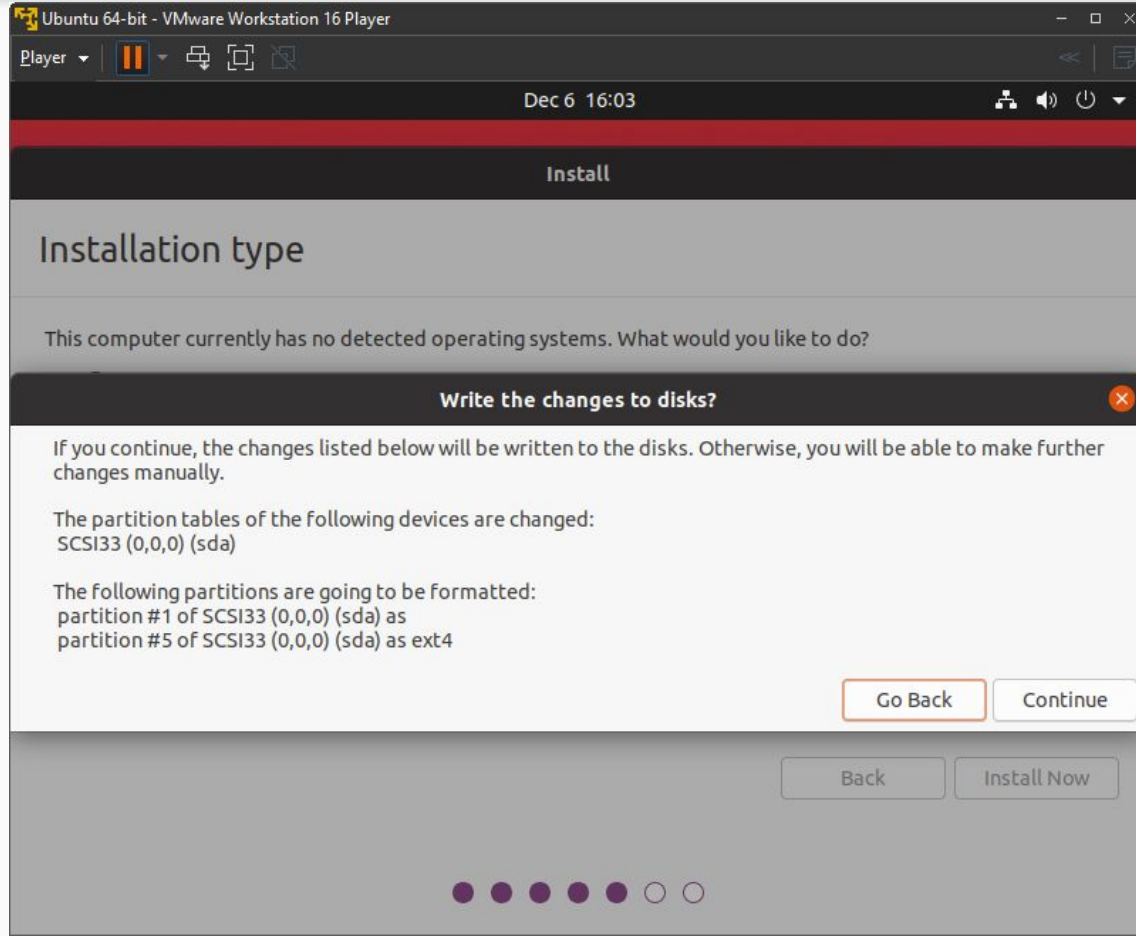 Ubuntu 64-bit - VMware Workstation 16 Player
Player
Dec 6 16:03
Install
Installation type
This computer currently has no detected operating systems. What would you like to do?
Write the changes to disks?
If you continue, the changes listed below will be written to the disks. Otherwise, you will be able to make further
changes manually.
The partition tables of the following devices are changed:
SCSI33 (0,0,0) (sda)
The following partitions are going to be formatted:
partition #1 of SCSI33 (0,0,0) (sda) as
partition #5 of SCSI33 (0,0,0) (sda) as ext4
Go Back Continue
Back Install Now